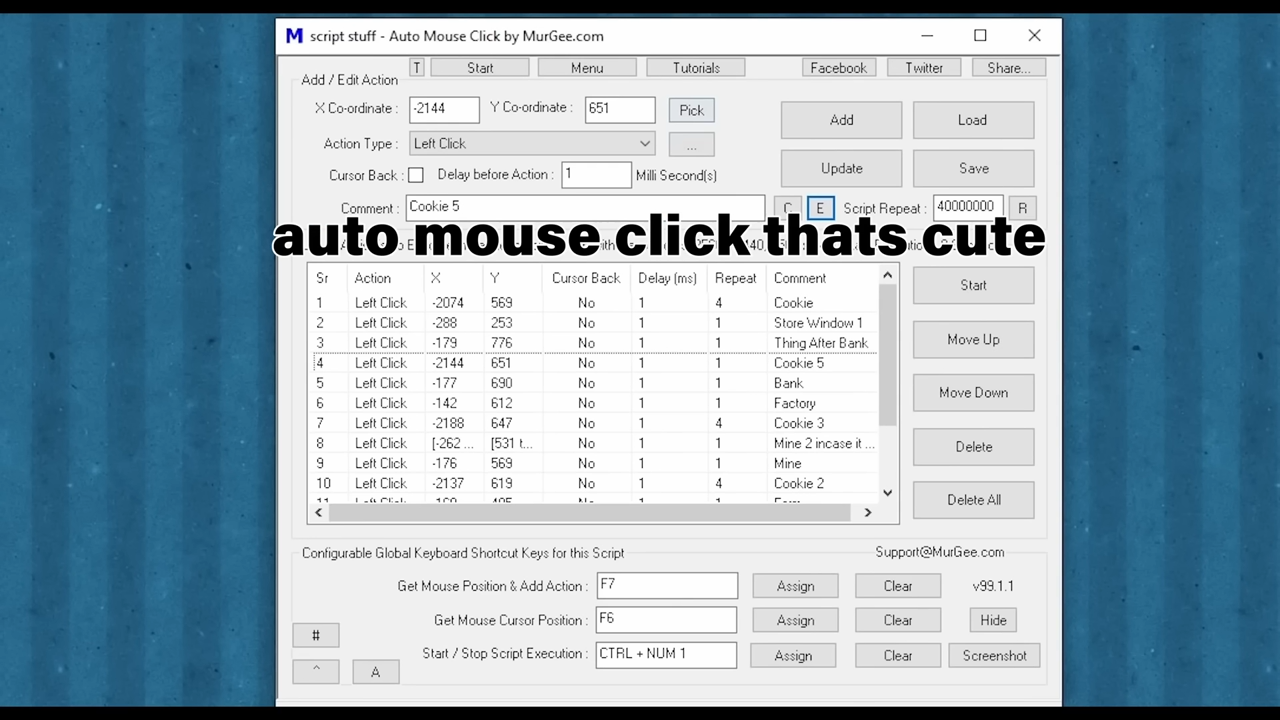 M script stuff - Auto Mouse Click by MurGee.com
T Start Menu Tutorials Facebook Twitter Share...
Add / Edit Action
X Co-ordinate : -2144 Y Co-ordinate : 651 Pick Add Load
Action Type : Left Click ...
Cursor Back : Delay before Action : 1 Milli Second(s) Update Save
Comment : Cookie 5 C E Script Repeat : 40000000 R
auto mouse click thats cute
Sr Action X Y Cursor Back Delay (ms) Repeat Comment
1 Left Click -2074 569 No 1 4 Cookie
2 Left Click -288 253 No 1 1 Store Window 1
3 Left Click -179 776 No 1 1 Thing After Bank
4 Left Click -2144 651 No 1 1 Cookie 5
5 Left Click -177 690 No 1 1 Bank
6 Left Click -142 612 No 1 1 Factory
7 Left Click -2188 647 No 1 4 Cookie 3
8 Left Click [-262 ... [531 t... No 1 1 Mine 2 incase it ...
9 Left Click -176 569 No 1 1 Mine
10 Left Click -2137 619 No 1 4 Cookie 2
Start
Move Up
Move Down
Delete
Delete All
Configurable Global Keyboard Shortcut Keys for this Script Support@MurGee.com
Get Mouse Position & Add Action : F7 Assign Clear v99.1.1
Get Mouse Cursor Position : F6 Assign Clear Hide
#
Start / Stop Script Execution : CTRL + NUM 1 Assign Clear Screenshot
^ A